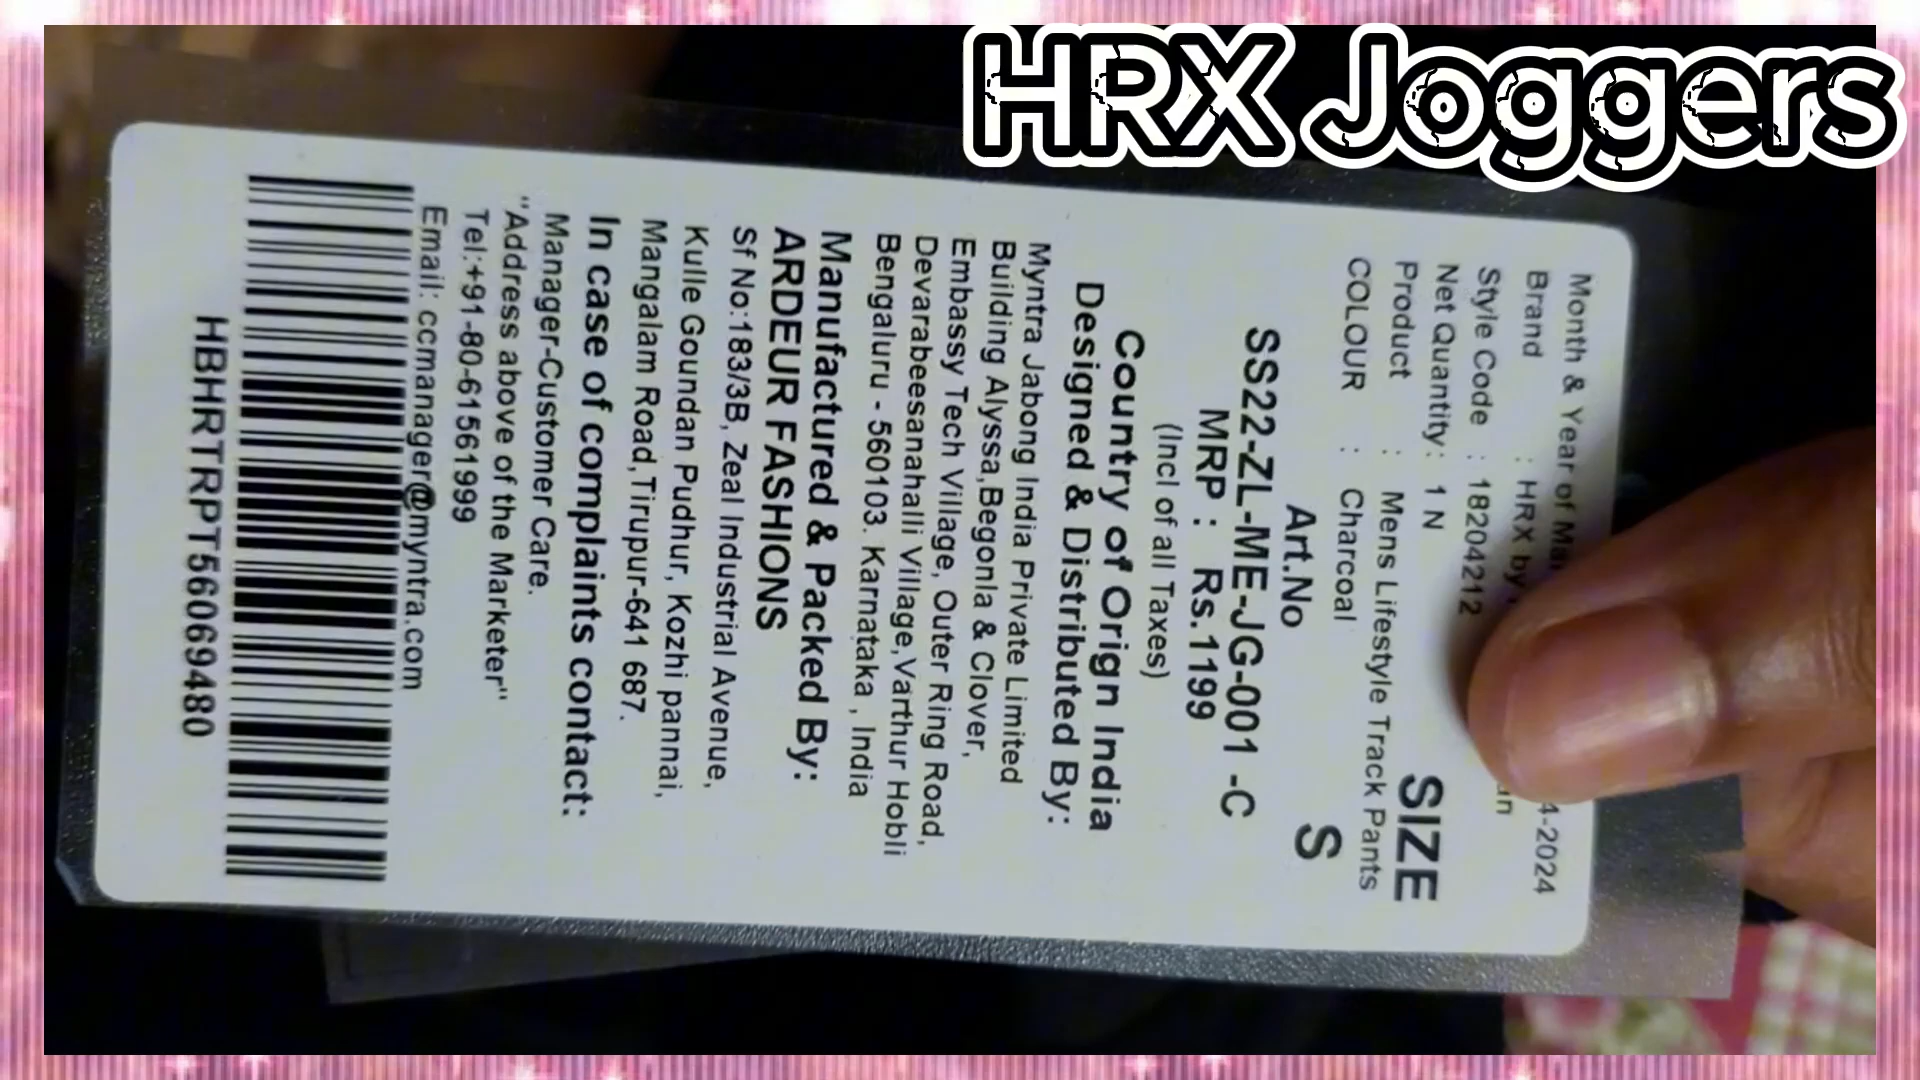 HRX Joggers
Month & Year of 4-2024
Brand : HRX by
Style Code : 18204212
Net Quantity: 1 N
SIZE
Product : Mens Lifestyle Track Pants
COLOUR : Charcoal
S
Art.No
SS22-ZL-ME-JG-001 -C
MRP : Rs.1199
(Incl of all Taxes)
Country of Orign India
Designed & Distributed By:
Myntra Jabong India Private Limited
Building Alyssa,Begonla & Clover,
Embassy Tech Village, Outer Ring Road,
Devarabeesanahalli Village,Varthur Hobli
Bengaluru - 560103. Karnataka , India
Manufactured & Packed By:
ARDEUR FASHIONS
Sf No:183/3B, Zeal Industrial Avenue,
Kulle Goundan Pudhur, Kozhi pannai,
Mangalam Road,Tirupur-641 687.
In case of complaints contact:
Manager-Customer Care.
"Address above of the Marketer"
Tel:+91-80-61561999
Email: ccmanager@myntra.com
HBHRTRPT56069480